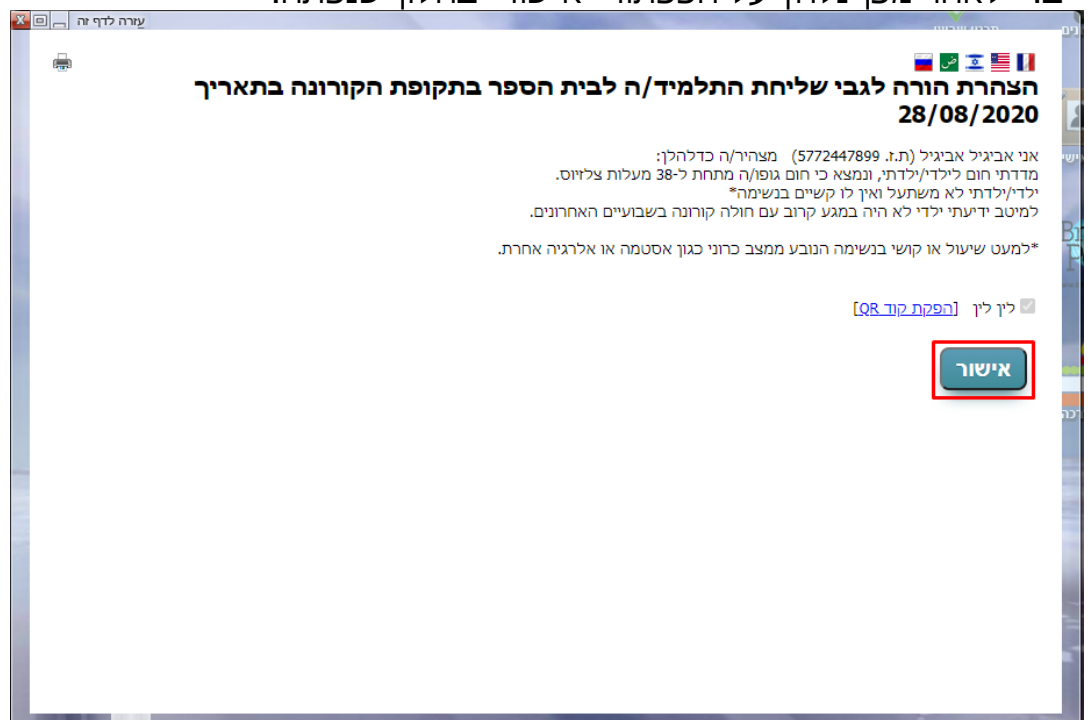 עזרה לדף זה
הצהרת הורה לגבי שליחת התלמיד/ה לבית הספר בתקופת הקורונה בתאריך
28/08/2020
אני אביגיל אביגיל (ת.ז. 5772447899) מצהיר/ה כדלהלן:
מדדתי חום לילדי/ילדתי, ונמצא כי חום גופו/ה מתחת ל-38 מעלות צלזיוס.
ילדי/ילדתי לא משתעל ואין לו קשיים בנשימה*
למיטב ידיעתי ילדי לא היה במגע קרוב עם חולה קורונה בשבועיים האחרונים.
*למעט שיעול או קושי בנשימה הנובע ממצב כרוני כגון אסטמה או אלרגיה אחרת.
לין לין [הפקת קוד QR]
אישור